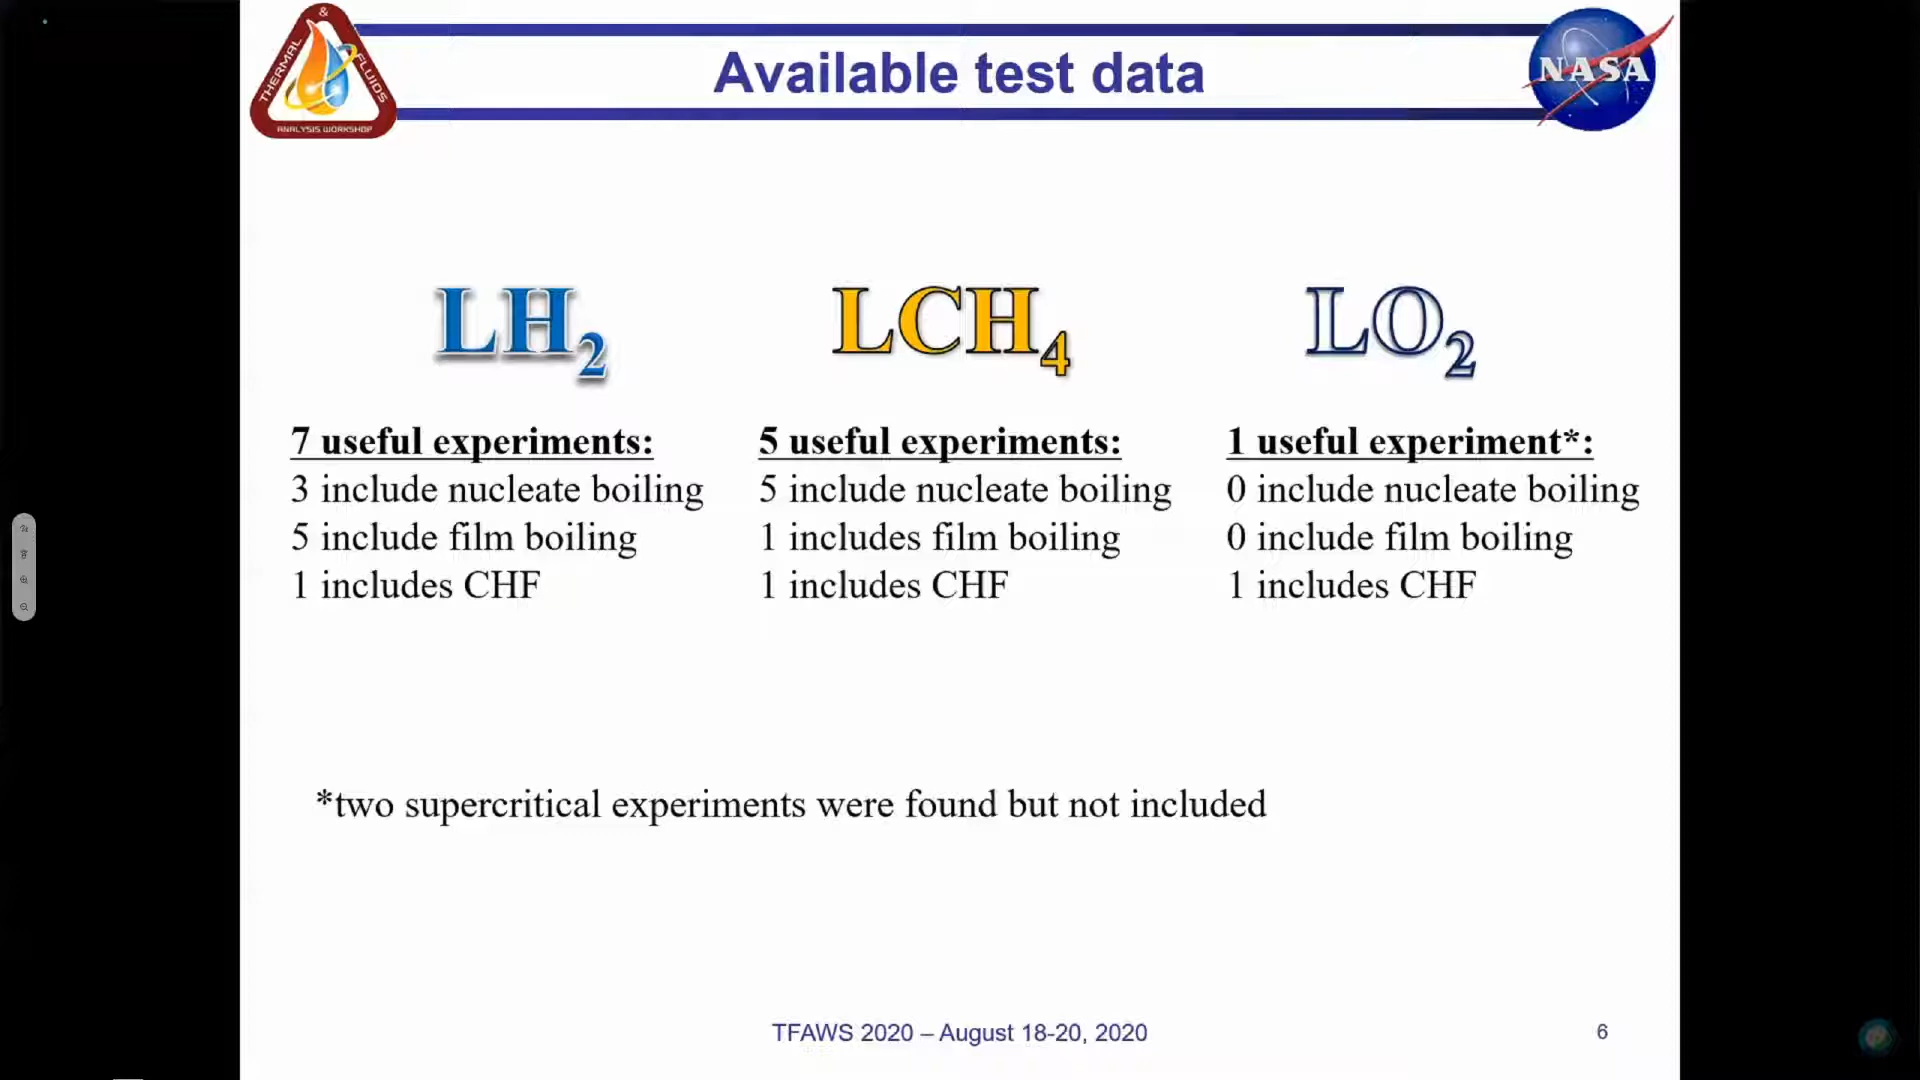 &
THERMAL
FLUIDS
ANALYSIS WORKSHOP
Available test data
NASA
LH2
LCH4
LO2
7 useful experiments:
3 include nucleate boiling
5 include film boiling
1 includes CHF
5 useful experiments:
5 include nucleate boiling
1 includes film boiling
1 includes CHF
1 useful experiment*:
0 include nucleate boiling
0 include film boiling
1 includes CHF
*two supercritical experiments were found but not included
TFAWS 2020 – August 18-20, 2020
6